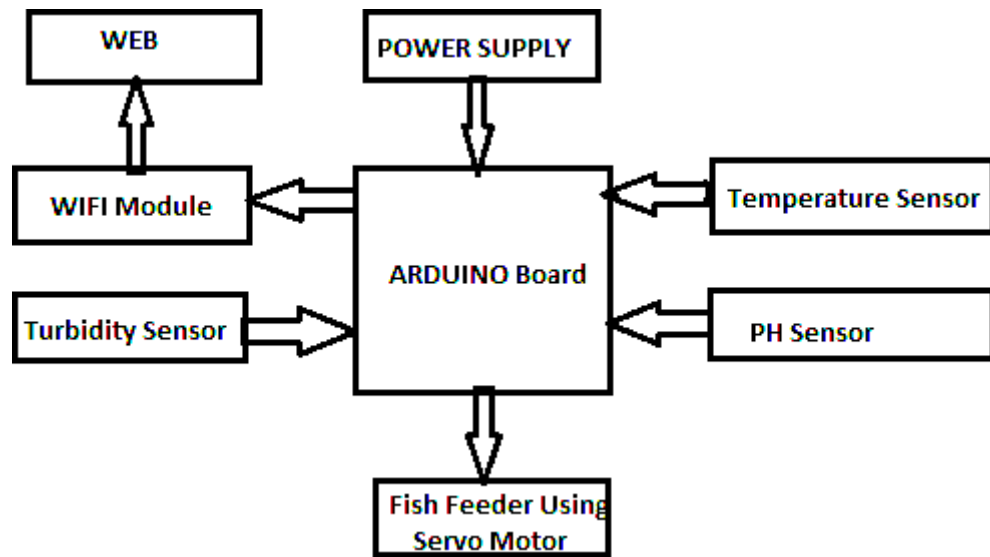 WEB
POWER SUPPLY
WIFI Module
Temperature Sensor
ARDUINO Board
Turbidity Sensor
PH Sensor
Fish Feeder Using
Servo Motor